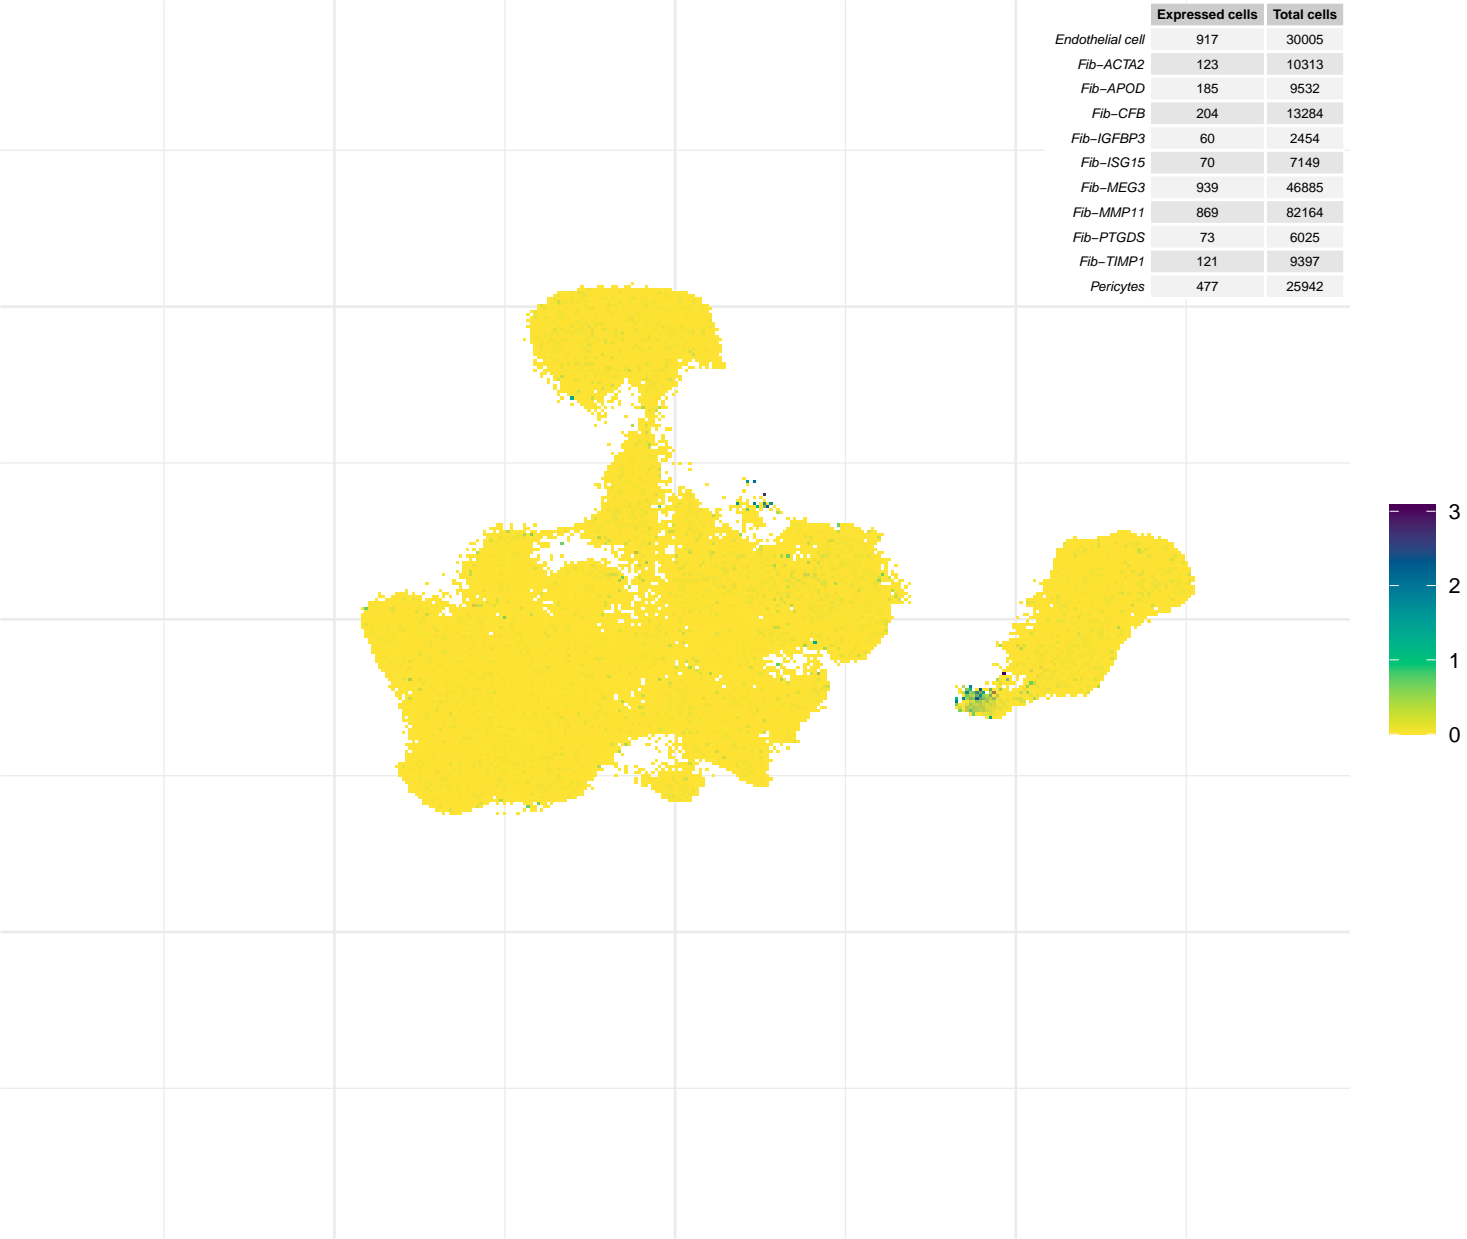 Expressed cells Total cells
Endothelial cell 917 30005
Fib−ACTA2 123 10313
Fib−APOD 185 9532
Fib−CFB 204 13284
Fib−IGFBP3 60 2454
Fib−ISG15 70 7149
Fib−MEG3 939 46885
Fib−MMP11 869 82164
Fib−PTGDS 73 6025
Fib−TIMP1 121 9397
Pericytes 477 25942
3
2
1
0